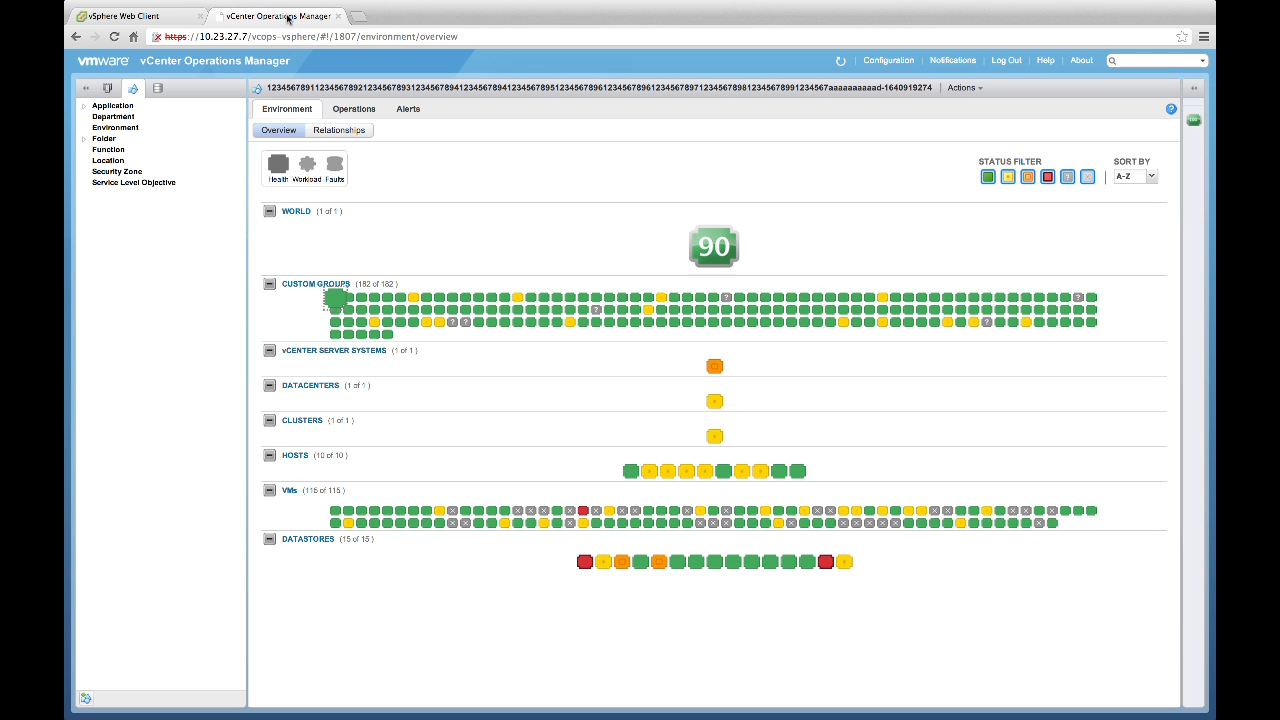 vSphere Web Client
vCenter Operations Manager
https://10.23.27.7/vcops-vsphere/#!/1807/environment/overview
vmware vCenter Operations Manager
Configuration Notifications Log Out Help About
Actions
Application
Department
Environment
Folder
Function
Location
Security Zone
Service Level Objective
Environment Operations Alerts
Overview Relationships
Health Workload Faults
STATUS FILTER
SORT BY
A-Z
WORLD (1 of 1)
90
CUSTOM GROUPS (182 of 182)
vCENTER SERVER SYSTEMS (1 of 1)
DATACENTERS (1 of 1)
CLUSTERS (1 of 1)
HOSTS (10 of 10)
VMs (115 of 115)
DATASTORES (15 of 15)